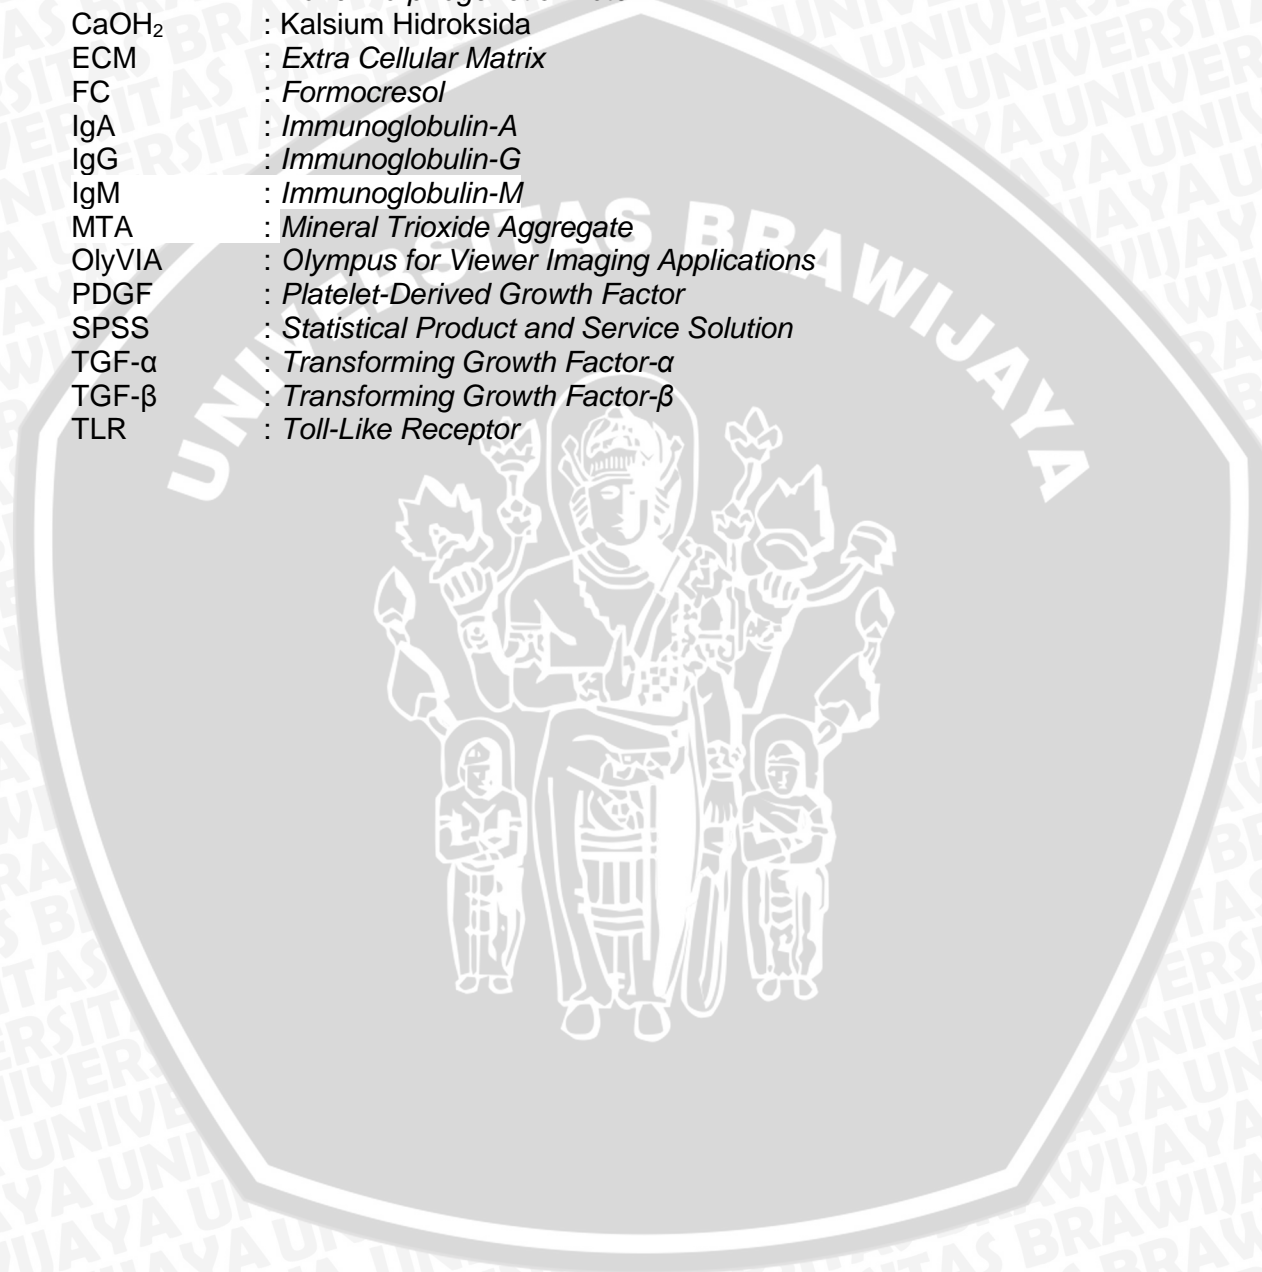 CaOH₂ : Kalsium Hidroksida
ECM : Extra Cellular Matrix
FC : Formocresol
IgA : Immunoglobulin-A
IgG : Immunoglobulin-G
IgM : Immunoglobulin-M
MTA : Mineral Trioxide Aggregate
OlyVIA : Olympus for Viewer Imaging Applications
PDGF : Platelet-Derived Growth Factor
SPSS : Statistical Product and Service Solution
TGF-α : Transforming Growth Factor-α
TGF-β : Transforming Growth Factor-β
TLR : Toll-Like Receptor
UNIVERSITAS BRAWIJAYA